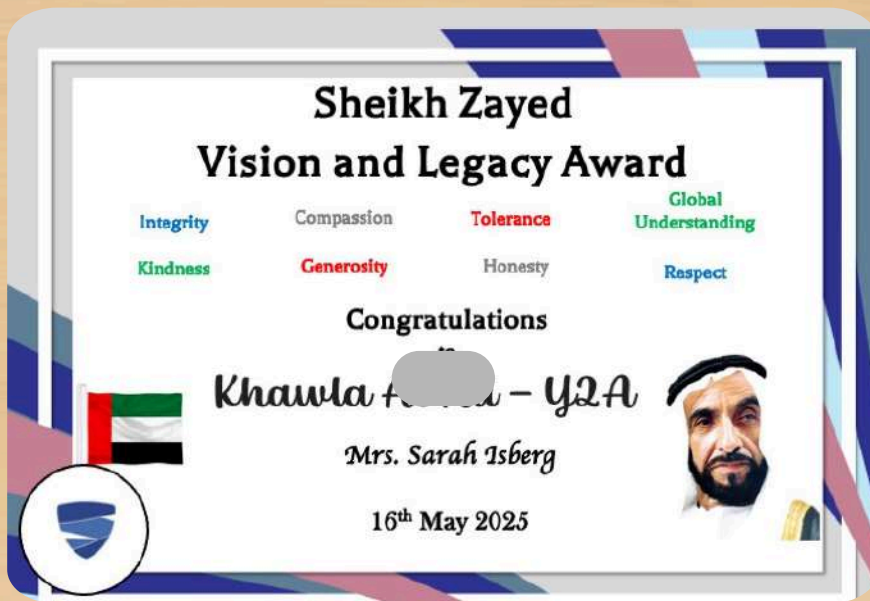 Sheikh Zayed
Vision and Legacy Award
Integrity Compassion Tolerance Global Understanding
Kindness Generosity Honesty Respect
Congratulations
Khawla – Y2A
Mrs. Sarah Isberg
16th May 2025